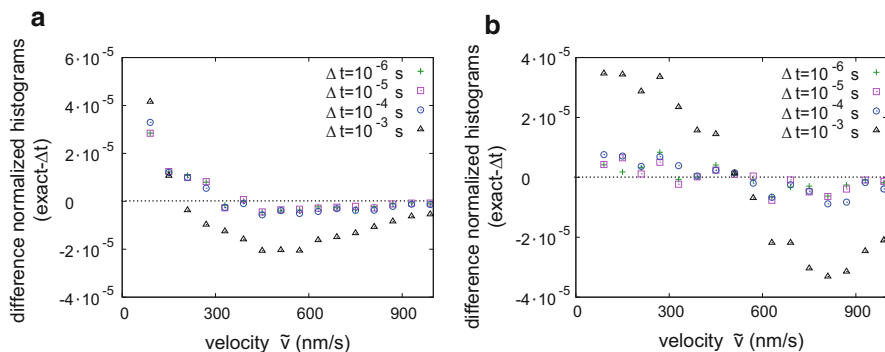 a
difference normalized histograms
(exact-Δt)
6·10⁻⁵
4·10⁻⁵
2·10⁻⁵
0
-2·10⁻⁵
-4·10⁻⁵
Δt=10⁻⁶ s
Δt=10⁻⁵ s
Δt=10⁻⁴ s
Δt=10⁻³ s
0 300 600 900
velocity ṽ (nm/s)
b
difference normalized histograms
(exact-Δt)
4·10⁻⁵
2·10⁻⁵
0
-2·10⁻⁵
-4·10⁻⁵
Δt=10⁻⁶ s
Δt=10⁻⁵ s
Δt=10⁻⁴ s
Δt=10⁻³ s
0 300 600 900
velocity ṽ (nm/s)